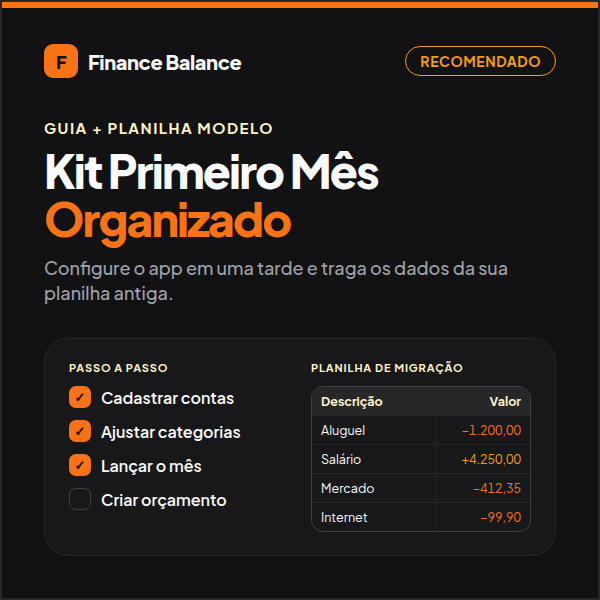 F Finance Balance
RECOMENDADO
GUIA + PLANILHA MODELO
Kit Primeiro Mês
Organizado
Configure o app em uma tarde e traga os dados da sua
planilha antiga.
PASSO A PASSO
✓ Cadastrar contas
✓ Ajustar categorias
✓ Lançar o mês
Criar orçamento
PLANILHA DE MIGRAÇÃO
Descrição Valor
Aluguel −1.200,00
Salário +4.250,00
Mercado −412,35
Internet −99,90